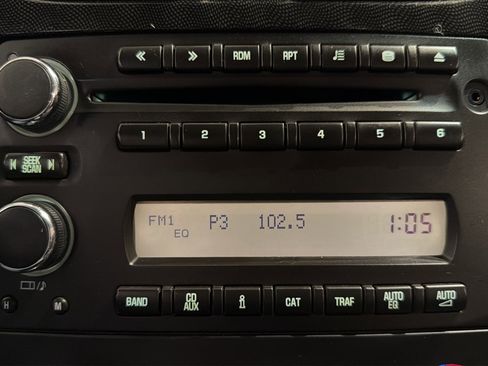 RDM RPT
1 2 3 4 5 6
SEEK
SCAN
FM1 P3 102.5 1:05
EQ
BAND CD AUX i CAT TRAF AUTO EQ AUTO
H M